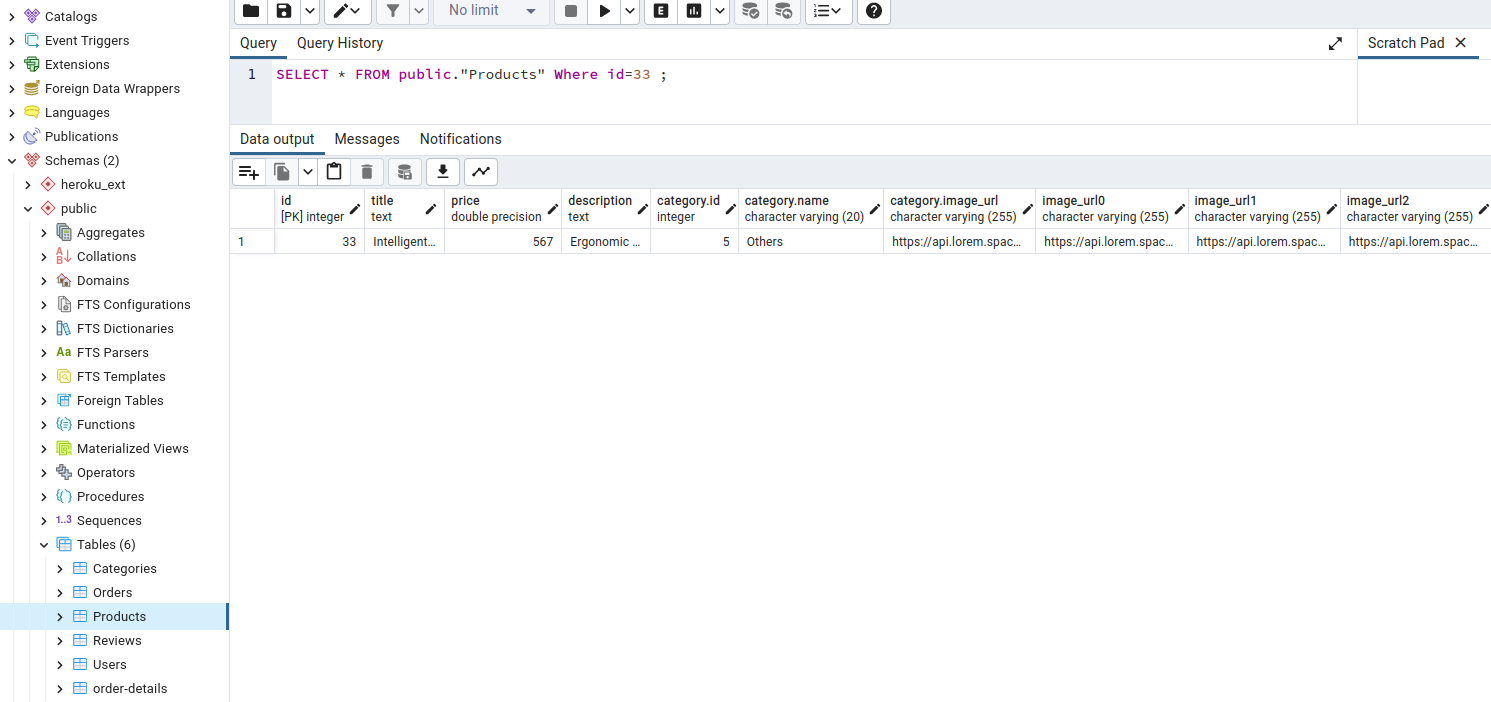 Catalogs
Event Triggers
Extensions
Foreign Data Wrappers
Languages
Publications
Schemas (2)
heroku_ext
public
Aggregates
Collations
Domains
FTS Configurations
FTS Dictionaries
Aa FTS Parsers
FTS Templates
Foreign Tables
Functions
Materialized Views
Operators
Procedures
1..3 Sequences
Tables (6)
Categories
Orders
Products
Reviews
Users
order-details
No limit
E
Query Query History
Scratch Pad
1 SELECT * FROM public."Products" Where id=33 ;
Data output Messages Notifications
id title price description category.id category.name category.image_url image_url0 image_url1 image_url2
[PK] integer text double precision text integer character varying (20) character varying (255) character varying (255) character varying (255) character varying (255)
1 33 Intelligent... 567 Ergonomic ... 5 Others https://api.lorem.spac... https://api.lorem.spac... https://api.lorem.spac... https://api.lorem.spac...